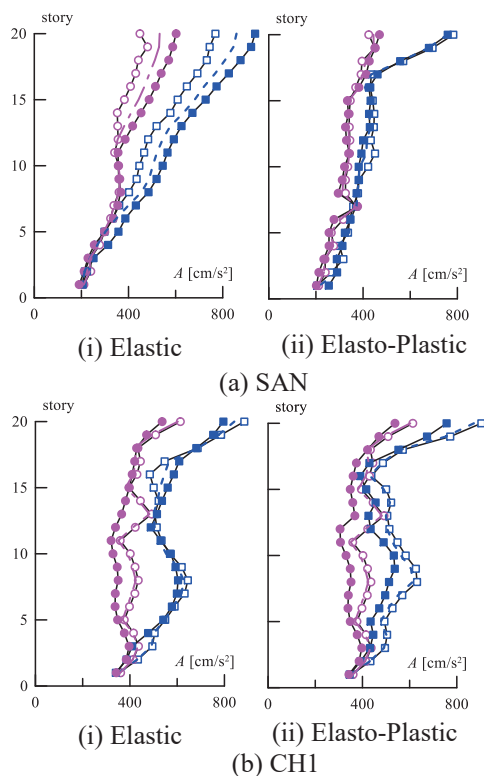 story
20
15
10
5
0
A [cm/s²]
0 400 800
(i) Elastic
story
A [cm/s²]
0 400 800
(ii) Elasto-Plastic
(a) SAN
story
20
15
10
5
0
A [cm/s²]
0 400 800
(i) Elastic
story
A [cm/s²]
0 400 800
(ii) Elasto-Plastic
(b) CH1